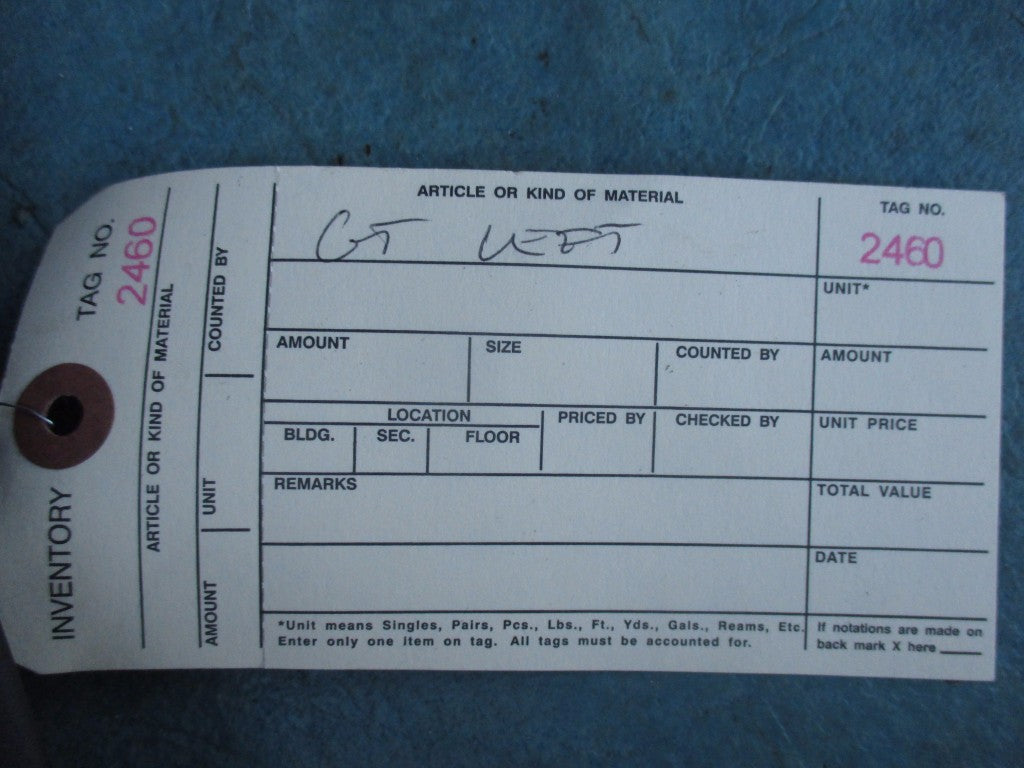 INVENTORY
TAG NO.
2460
ARTICLE OR KIND OF MATERIAL
AMOUNT
UNIT
COUNTED BY
ARTICLE OR KIND OF MATERIAL
GT LEFT
TAG NO.
2460
UNIT*
AMOUNT
SIZE
COUNTED BY
AMOUNT
LOCATION
PRICED BY
CHECKED BY
UNIT PRICE
BLDG.
SEC.
FLOOR
REMARKS
TOTAL VALUE
DATE
*Unit means Singles, Pairs, Pcs., Lbs., Ft., Yds., Gals., Reams, Etc.
Enter only one item on tag. All tags must be accounted for.
If notations are made on
back mark X here